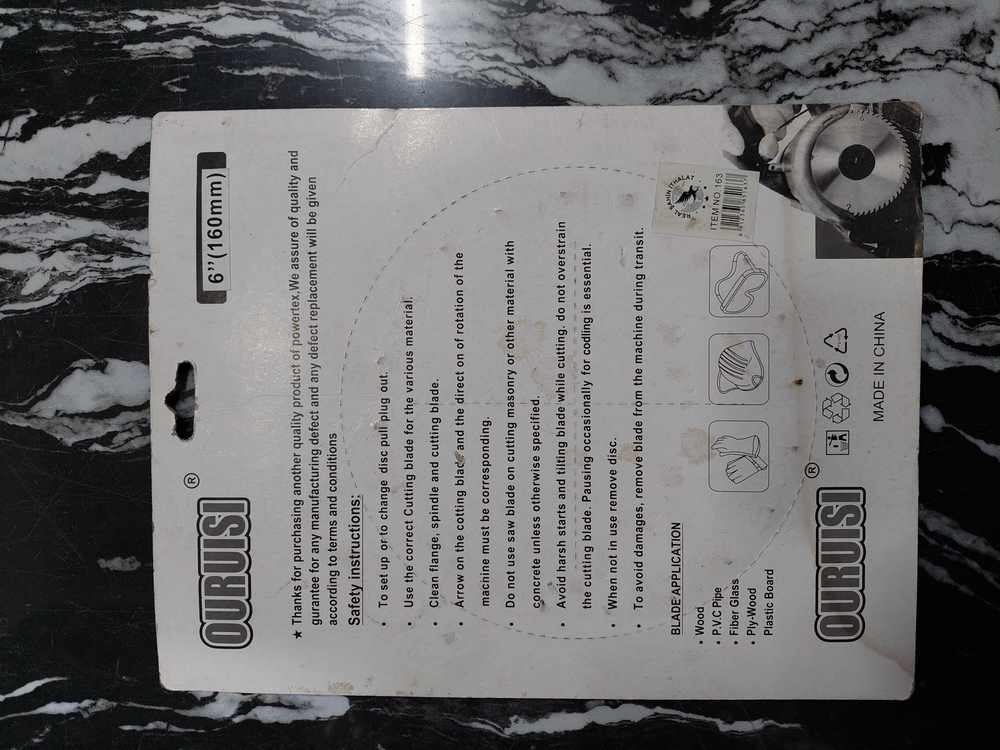 OURUISI®
6"(160mm)
★ Thanks for purchasing another quality product of powertex,We assure of quality and
gurantee for any manufacturing defect and any defect replacement will be given
according to terms and conditions
Safety instructions:
• To set up or to change disc pull plug out.
• Use the correct Cutting blade for the various material.
• Clean flange, spindle and cutting blade.
• Arrow on the cotting blade and the direct on of rotation of the
machine must be corresponding.
• Do not use saw blade on cutting masonry or other material with
concrete unless otherwise specified.
• Avoid harsh starts and tilting blade while cutting. do not overstrain
the cutting blade. Pausing occasionally for codling is essential.
• When not in use remove disc.
• To avoid damages, remove blade from the machine during transit.
BLADE APPLICATION
• Wood
• P.V.C Pipe
• Fiber Glass
• Ply-Wood
Plastic Board
ITHALAT
ITEM NO.163
OURUISI®
MADE IN CHINA